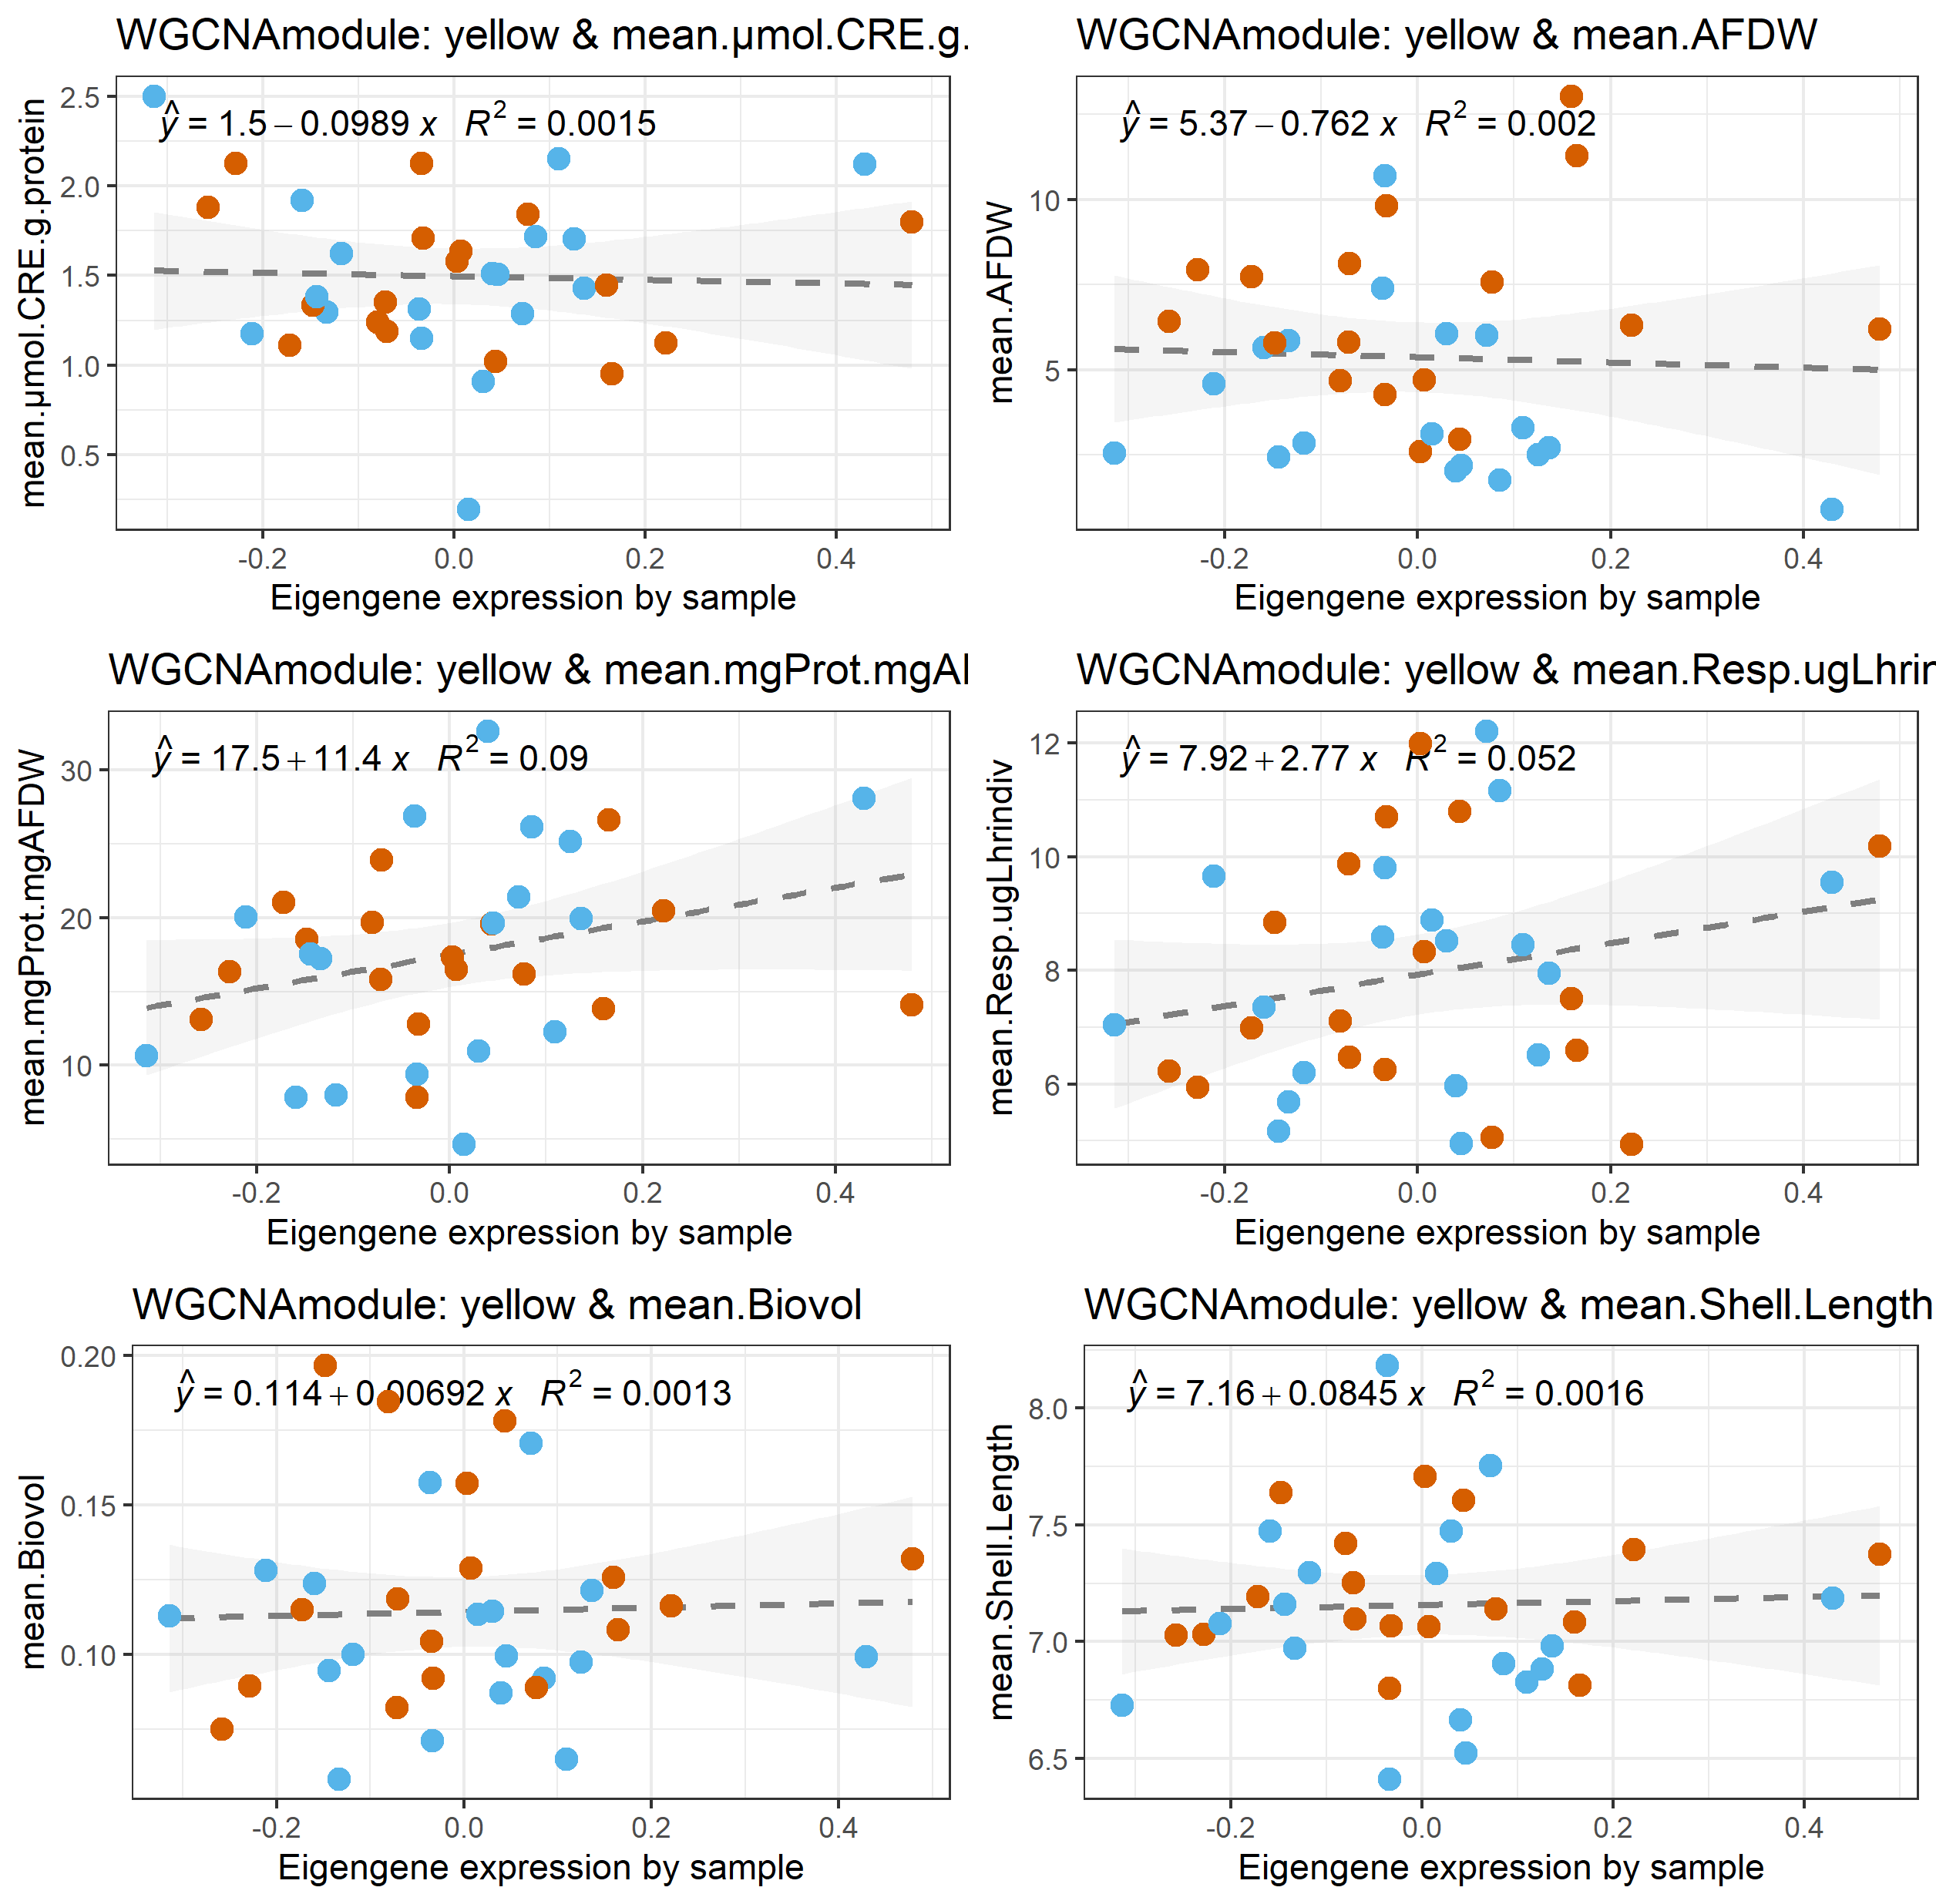 WGCNAmodule: yellow & mean.µmol.CRE.g.
ŷ = 1.5 − 0.0989 x R² = 0.0015
mean.µmol.CRE.g.protein
2.5
2.0
1.5
1.0
0.5
-0.2 0.0 0.2 0.4
Eigengene expression by sample
WGCNAmodule: yellow & mean.AFDW
ŷ = 5.37 − 0.762 x R² = 0.002
mean.AFDW
10
5
-0.2 0.0 0.2 0.4
Eigengene expression by sample
WGCNAmodule: yellow & mean.mgProt.mgAI
ŷ = 17.5 + 11.4 x R² = 0.09
mean.mgProt.mgAFDW
30
20
10
-0.2 0.0 0.2 0.4
Eigengene expression by sample
WGCNAmodule: yellow & mean.Resp.ugLhrin
ŷ = 7.92 + 2.77 x R² = 0.052
mean.Resp.ugLhrindiv
12
10
8
6
-0.2 0.0 0.2 0.4
Eigengene expression by sample
WGCNAmodule: yellow & mean.Biovol
ŷ = 0.114 + 0.00692 x R² = 0.0013
mean.Biovol
0.20
0.15
0.10
-0.2 0.0 0.2 0.4
Eigengene expression by sample
WGCNAmodule: yellow & mean.Shell.Length
ŷ = 7.16 + 0.0845 x R² = 0.0016
mean.Shell.Length
8.0
7.5
7.0
6.5
-0.2 0.0 0.2 0.4
Eigengene expression by sample